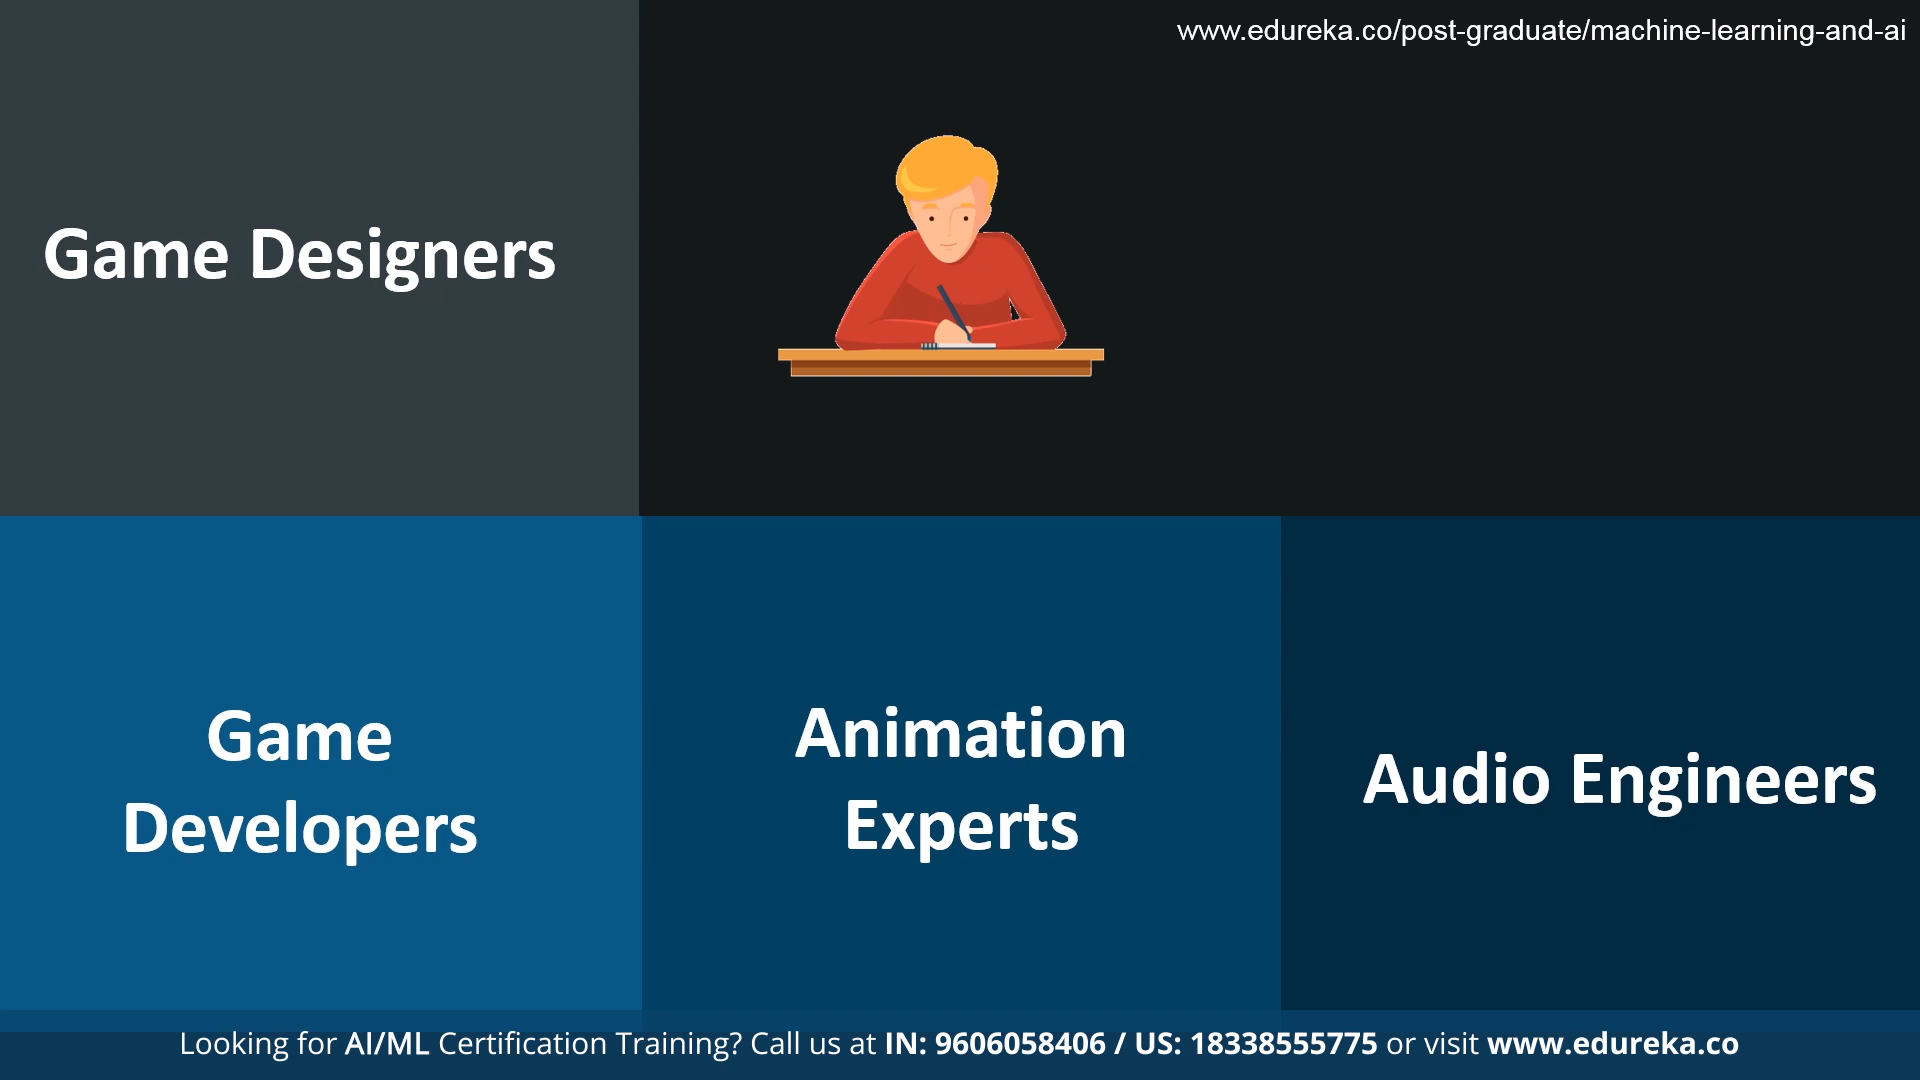 www.edureka.co/post-graduate/machine-learning-and-ai
Game Designers
Game
Developers
Animation
Experts
Audio Engineers
Looking for AI/ML Certification Training? Call us at IN: 9606058406 / US: 18338555775 or visit www.edureka.co